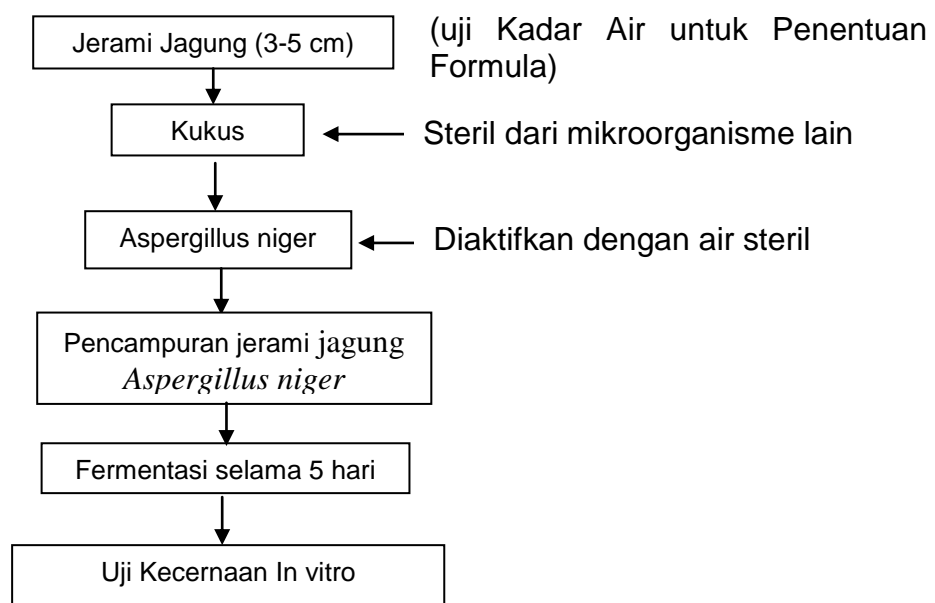 Jerami Jagung (3-5 cm)
(uji Kadar Air untuk Penentuan
Formula)
Kukus
Steril dari mikroorganisme lain
Aspergillus niger
Diaktifkan dengan air steril
Pencampuran jerami jagung
Aspergillus niger
Fermentasi selama 5 hari
Uji Kecernaan In vitro